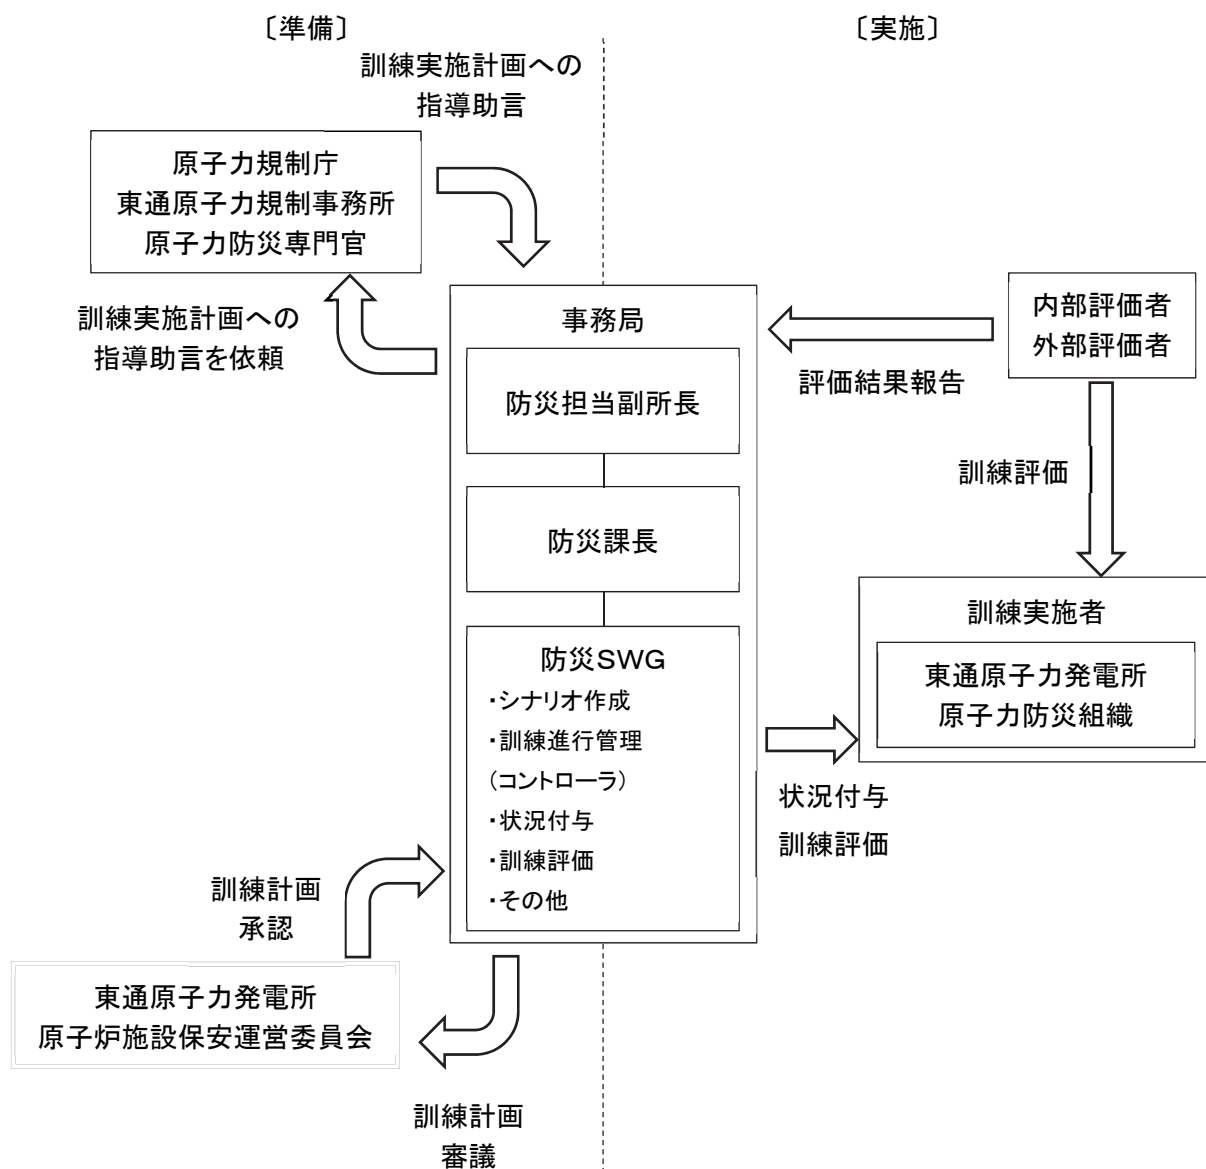 〔準備〕
〔実施〕
訓練実施計画への
指導助言
原子力規制庁
東通原子力規制事務所
原子力防災専門官
訓練実施計画への
指導助言を依頼
事務局
防災担当副所長
防災課長
防災SWG
・シナリオ作成
・訓練進行管理
(コントローラ)
・状況付与
・訓練評価
・その他
内部評価者
外部評価者
評価結果報告
訓練評価
訓練実施者
東通原子力発電所
原子力防災組織
状況付与
訓練評価
訓練計画
承認
東通原子力発電所
原子炉施設保安運営委員会
訓練計画
審議